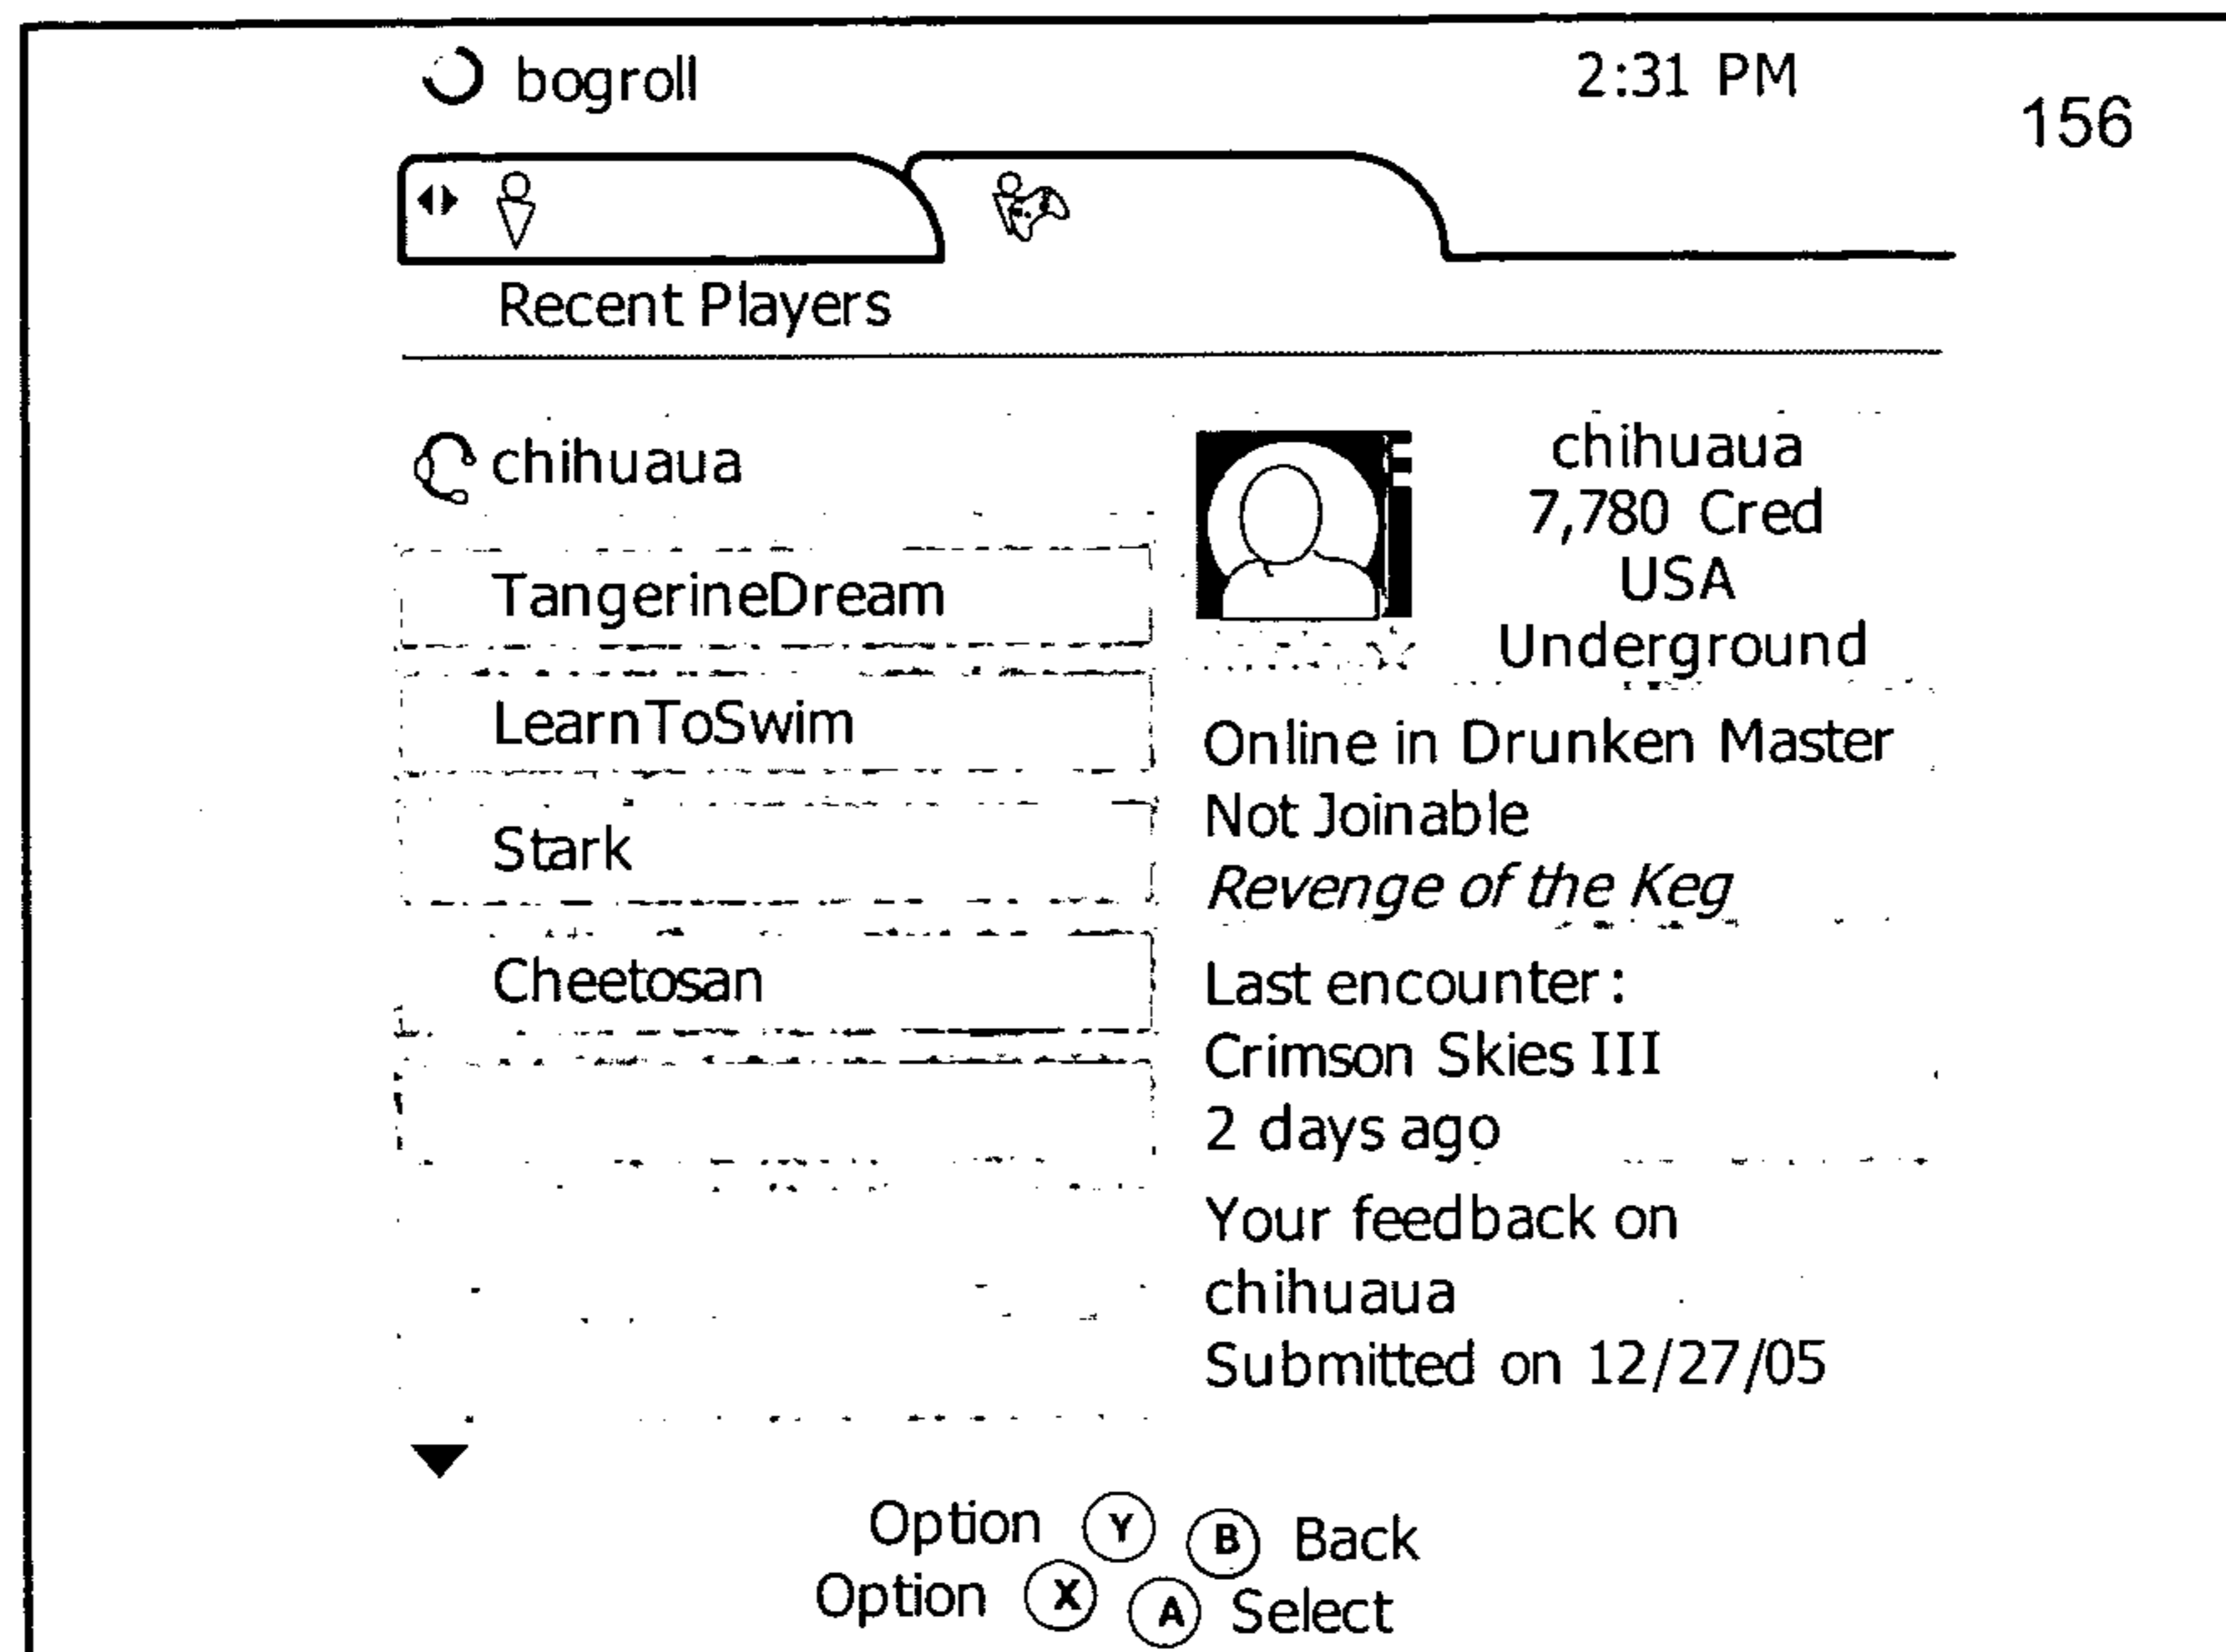 bogroll
2:31 PM
156
Recent Players
chihuaua
TangerineDream
LearnToSwim
Stark
Cheetosan
chihuaua
7,780 Cred
USA
Underground
Online in Drunken Master
Not Joinable
Revenge of the Keg
Last encounter:
Crimson Skies III
2 days ago
Your feedback on
chihuaua
Submitted on 12/27/05
Option Y B Back
Option X A Select